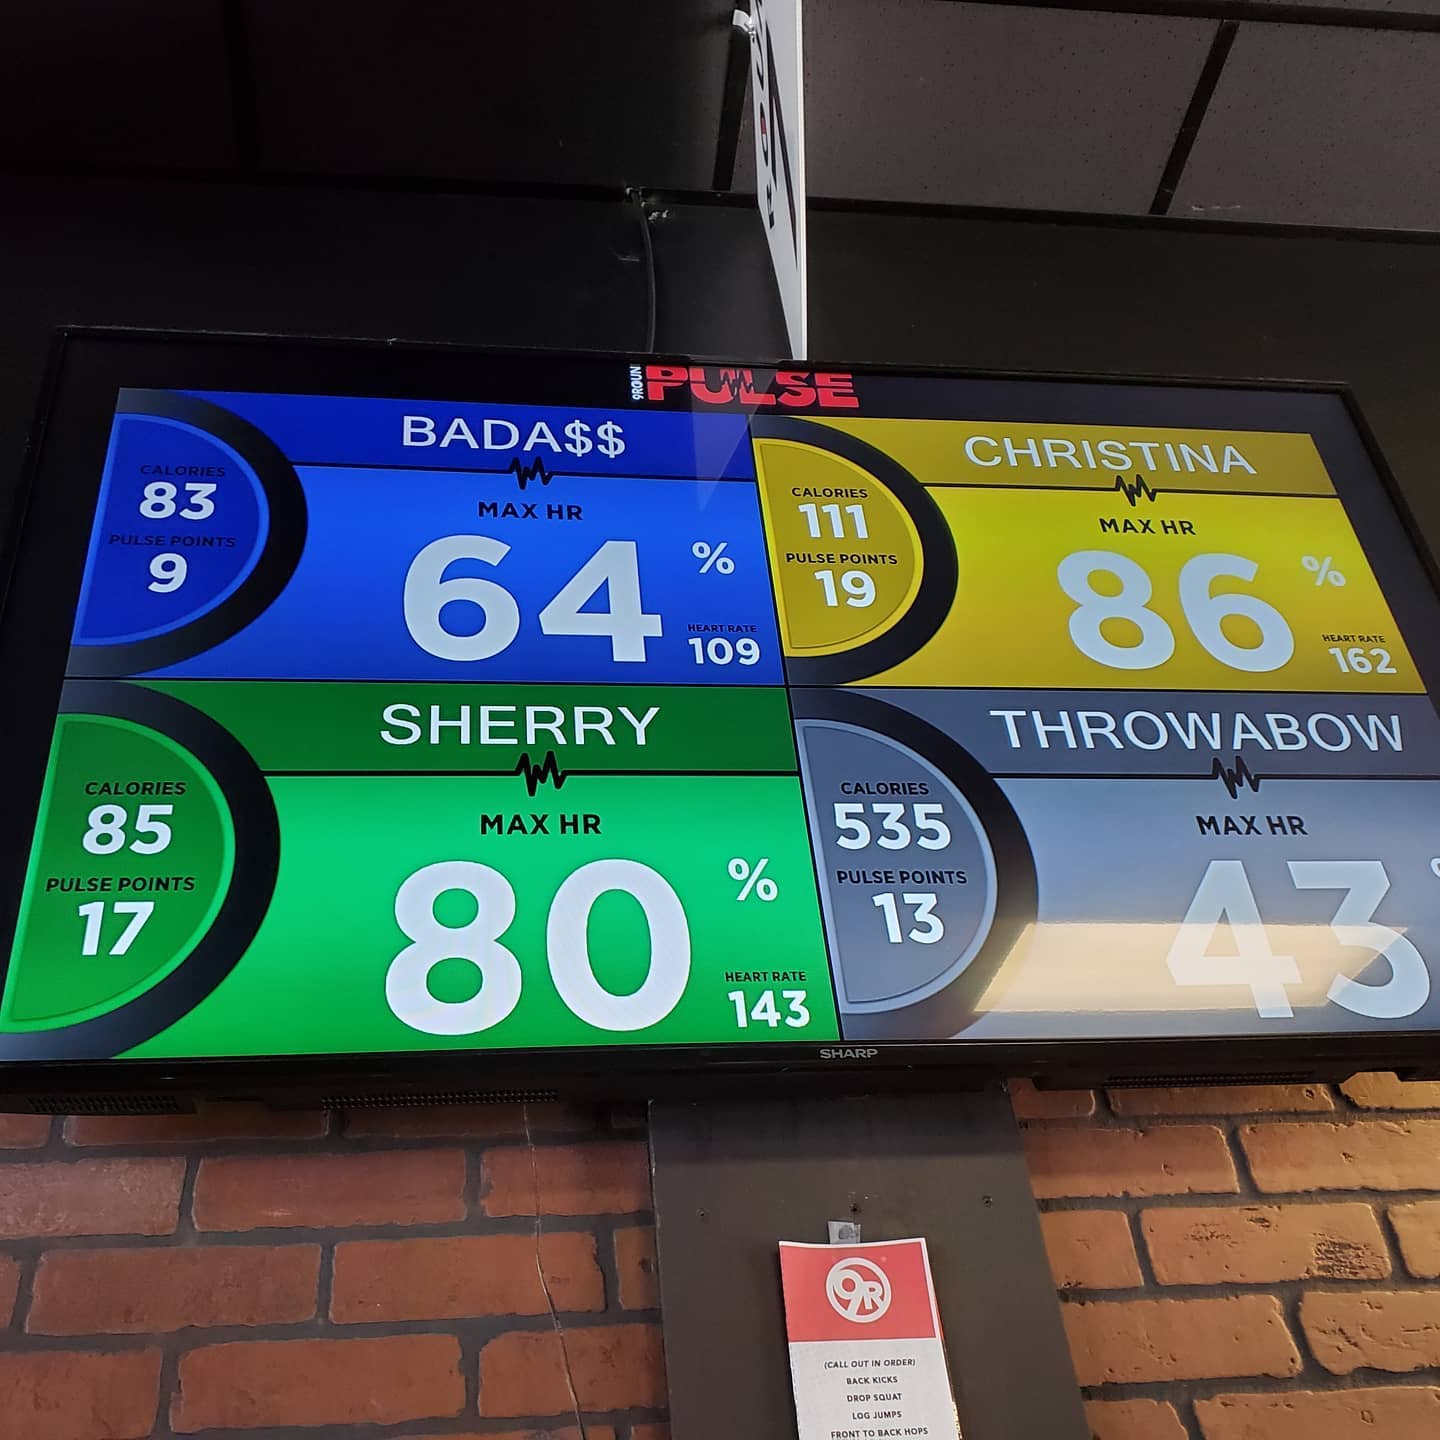 9ROUND PULSE
BADA$$
CALORIES
83
PULSE POINTS
9
MAX HR
64 %
HEART RATE
109
CHRISTINA
CALORIES
111
PULSE POINTS
19
MAX HR
86 %
HEART RATE
162
SHERRY
CALORIES
85
PULSE POINTS
17
MAX HR
80 %
HEART RATE
143
THROWABOW
CALORIES
535
PULSE POINTS
13
MAX HR
43
SHARP
9R
(CALL OUT IN ORDER)
BACK KICKS
DROP SQUAT
LOG JUMPS
FRONT TO BACK HOPS